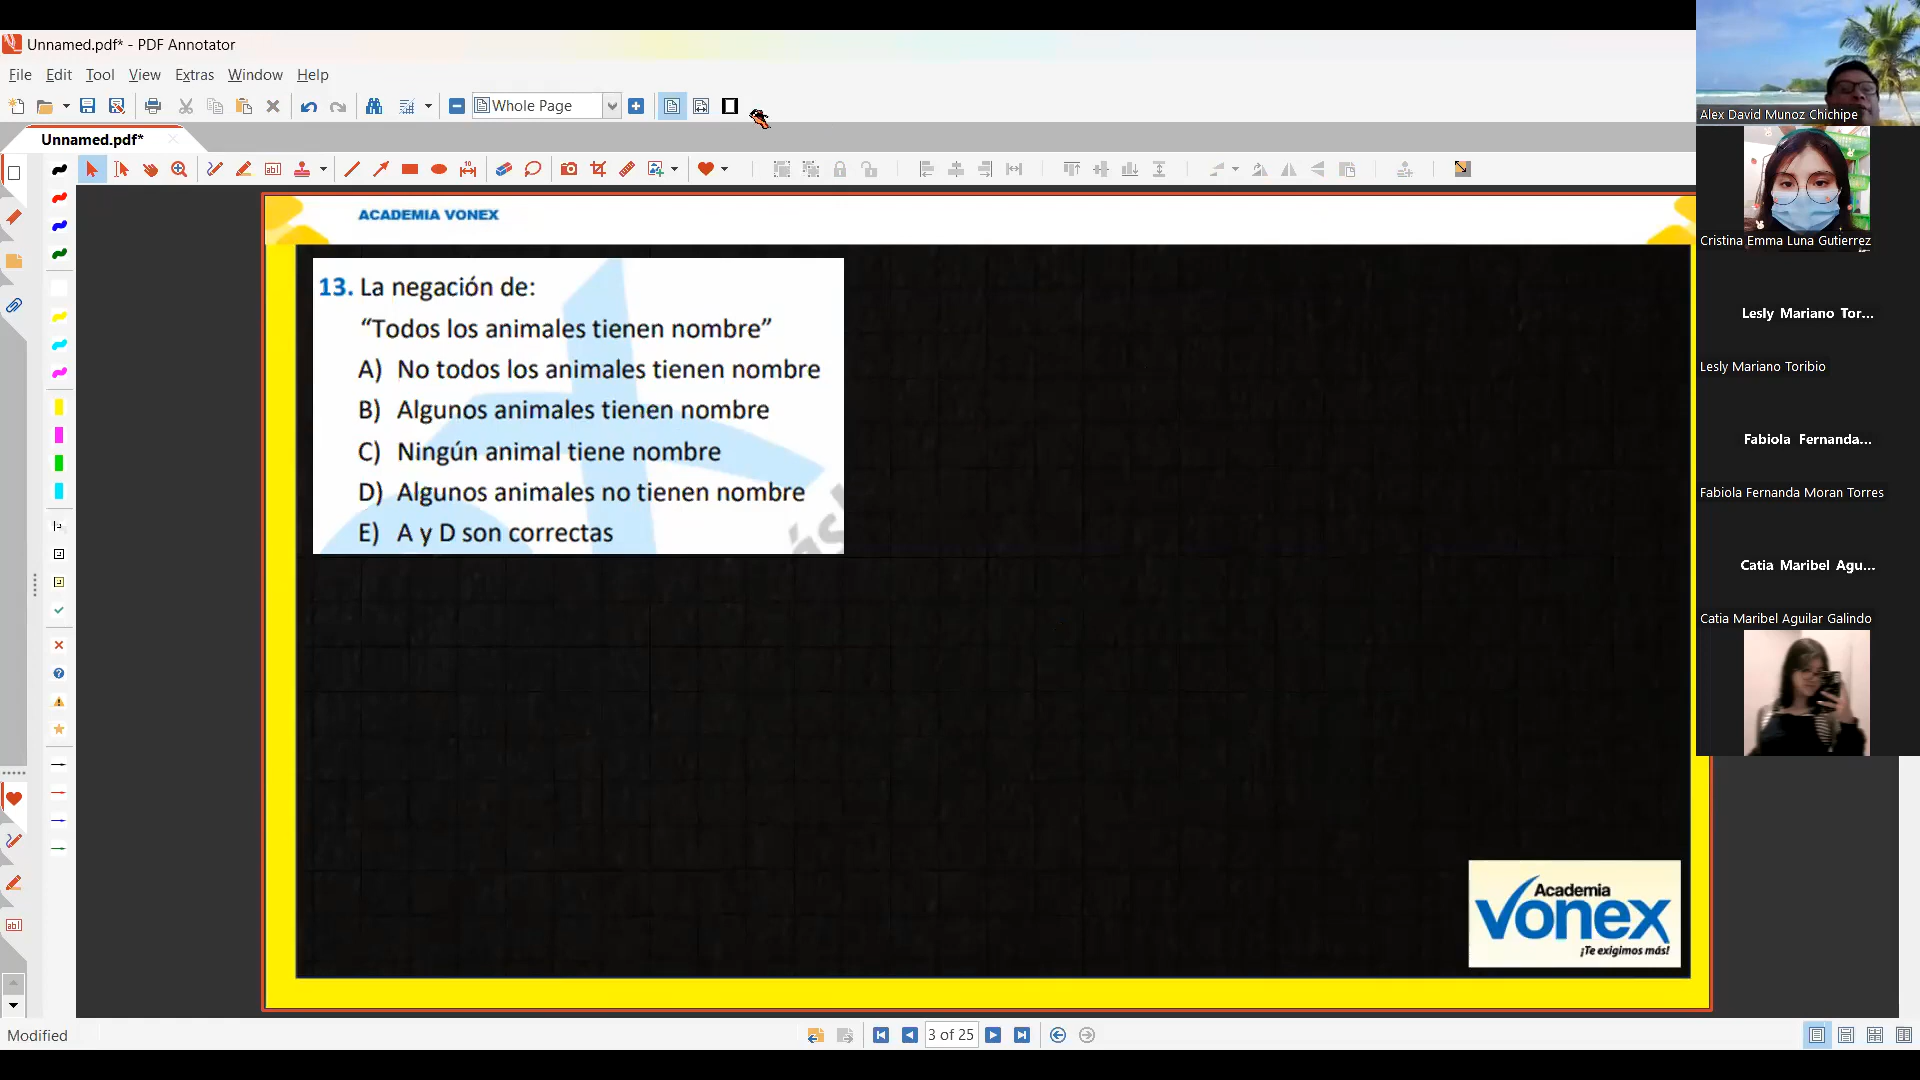 Unnamed.pdf* - PDF Annotator
File Edit Tool View Extras Window Help
Whole Page
Unnamed.pdf*
ACADEMIA VONEX
13. La negación de:
“Todos los animales tienen nombre”
A) No todos los animales tienen nombre
B) Algunos animales tienen nombre
C) Ningún animal tiene nombre
D) Algunos animales no tienen nombre
E) A y D son correctas
Academia
Vonex
¡Te exigimos más!
Alex David Munoz Chichipe
Cristina Emma Luna Gutierrez
Lesly Mariano Tor...
Lesly Mariano Toribio
Fabiola Fernanda...
Fabiola Fernanda Moran Torres
Catia Maribel Agu...
Catia Maribel Aguilar Galindo
Modified
3 of 25